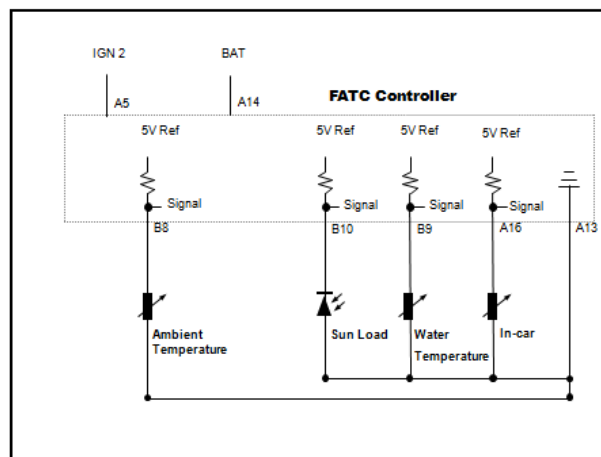 IGN 2 BAT
A5 A14 FATC Controller
5V Ref 5V Ref 5V Ref 5V Ref
Signal Signal Signal Signal
B8 B10 B9 A16 A13
Ambient Sun Load Water In-car
Temperature Temperature